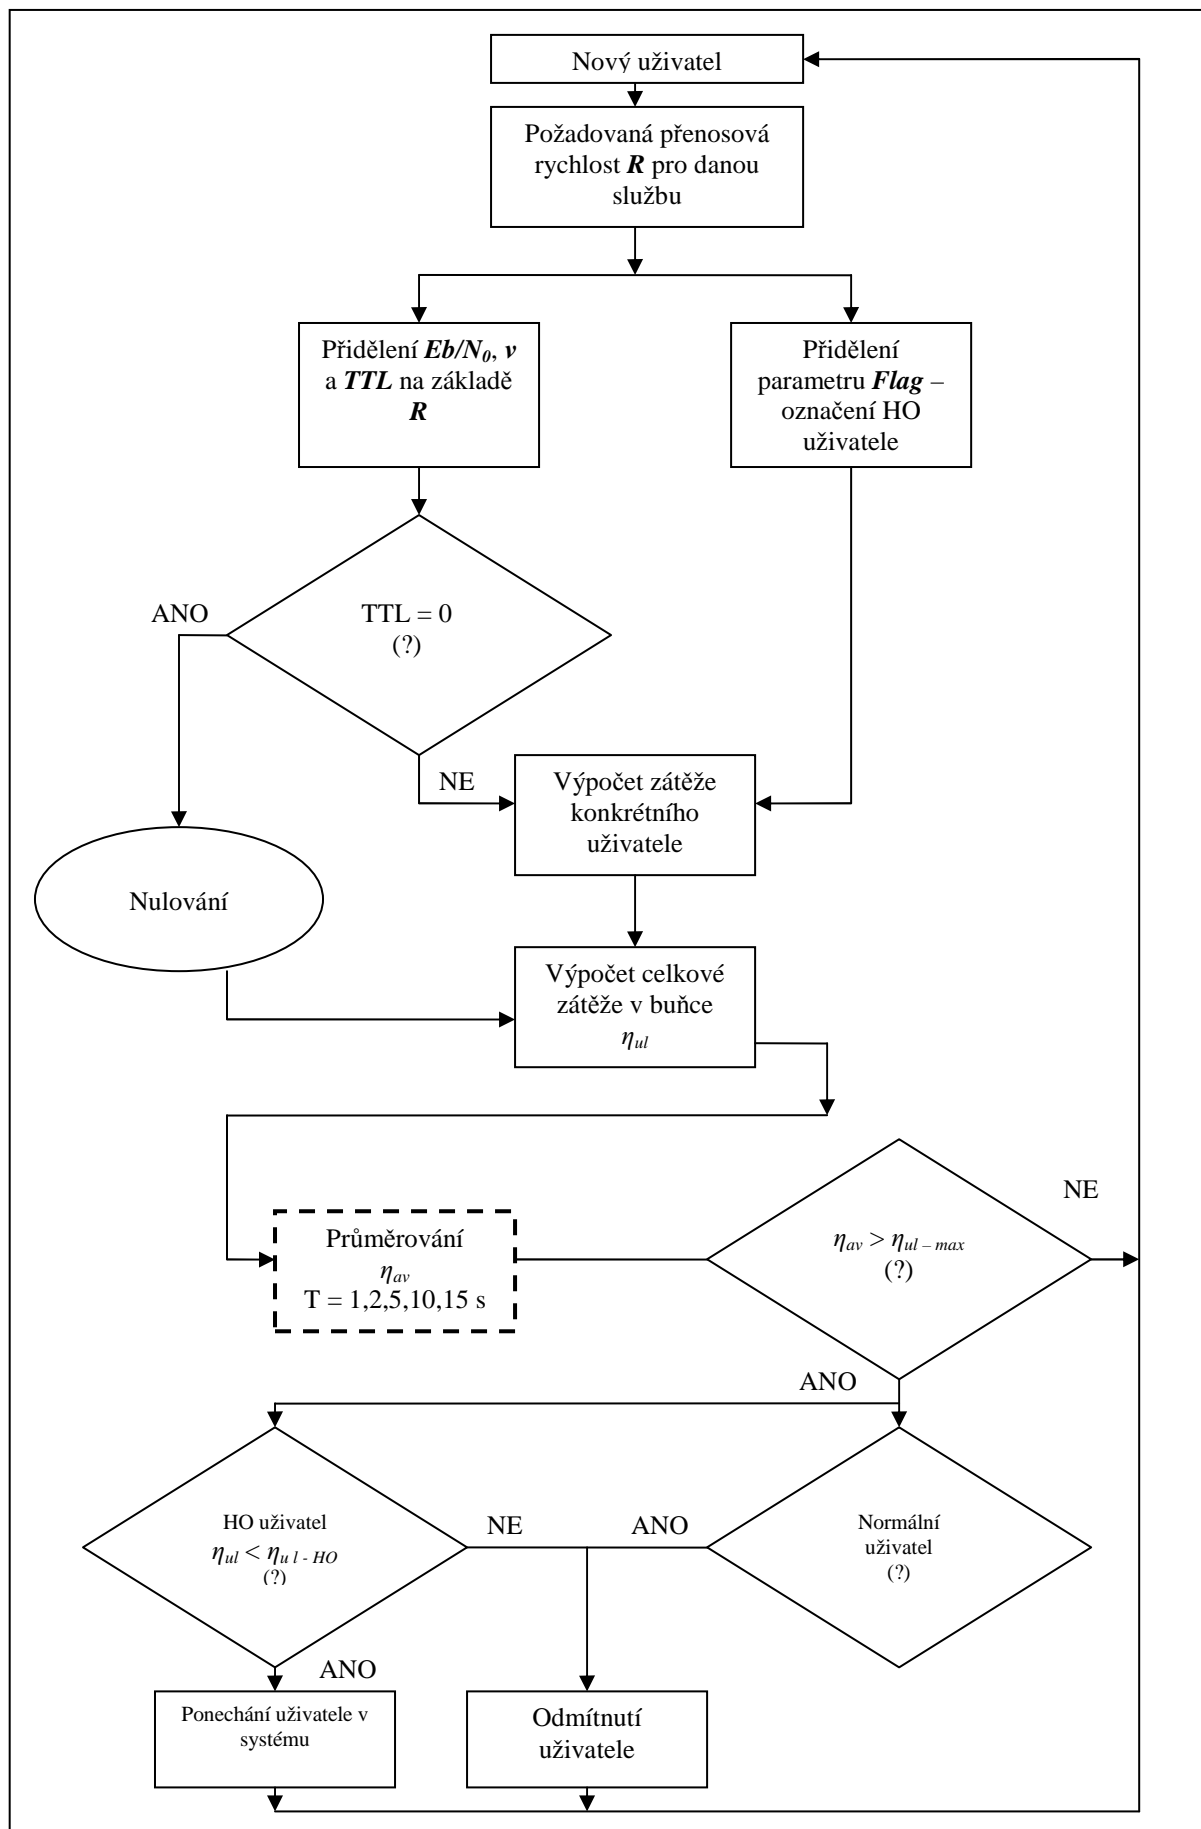 Nový uživatel
Požadovaná přenosová
rychlost R pro danou
službu
Přidělení Eb/N0, v
a TTL na základě
R
Přidělení
parametru Flag –
označení HO
uživatele
ANO
TTL = 0
(?)
NE
Výpočet zátěže
konkrétního
uživatele
Nulování
Výpočet celkové
zátěže v buňce
ηul
Průměrování
ηav
T = 1,2,5,10,15 s
ηav > ηul – max
(?)
NE
ANO
HO uživatel
ηul < ηu l - HO
(?)
NE
ANO
Normální
uživatel
(?)
ANO
Ponechání uživatele v
systému
Odmítnutí
uživatele